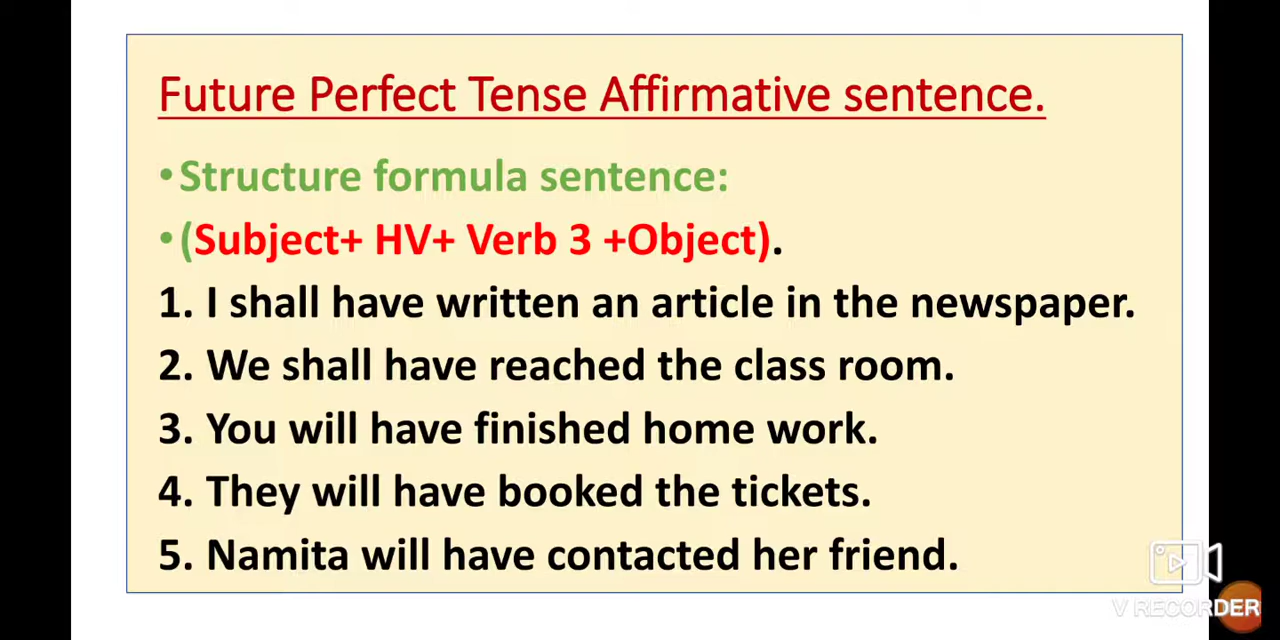 Future Perfect Tense Affirmative sentence.
•Structure formula sentence:
•(Subject+ HV+ Verb 3 +Object).
1. I shall have written an article in the newspaper.
2. We shall have reached the class room.
3. You will have finished home work.
4. They will have booked the tickets.
5. Namita will have contacted her friend.
V RECORDER